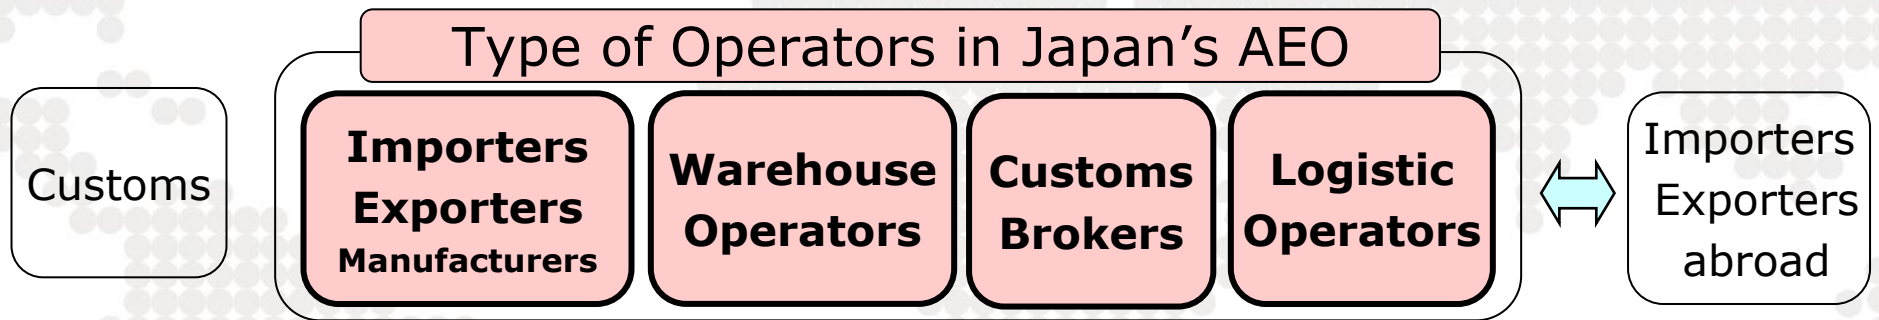 Type of Operators in Japan’s AEO
Customs
Importers
Exporters
Manufacturers
Warehouse
Operators
Customs
Brokers
Logistic
Operators
Importers
Exporters
abroad